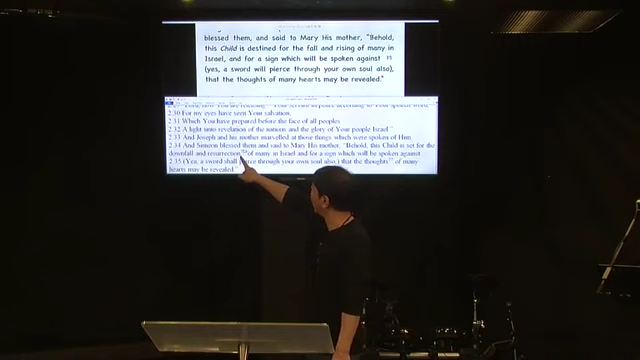 blessed them, and said to Mary His mother, "Behold,
this Child is destined for the fall and rising of many in
Israel, and for a sign which will be spoken against 35
(yes, a sword will pierce through your own soul also),
that the thoughts of many hearts may be revealed."
2.30 For my eyes have seen Your salvation.
2.31 Which You have prepared before the face of all peoples
2.32 A light unto revelation of the nations and the glory of Your people Israel."
2.33 And Joseph and his mother marvelled at those things which were spoken of Him.
2.34 And Simeon blessed them and said to Mary His mother, "Behold, this Child is set for the
downfall and resurrection of many in Israel and for a sign which will be spoken against.
2.35 (Yea, a sword shall pierce through your own soul also.) that the thoughts of many
hearts may be revealed."